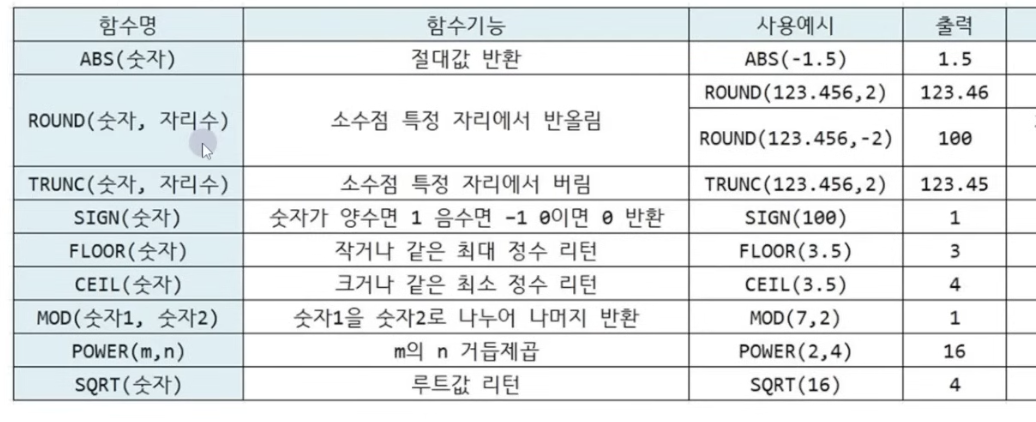 함수명 함수기능 사용예시 출력
ABS(숫자) 절대값 반환 ABS(-1.5) 1.5
ROUND(숫자, 자리수) 소수점 특정 자리에서 반올림 ROUND(123.456,2) 123.46
ROUND(123.456,-2) 100
TRUNC(숫자, 자리수) 소수점 특정 자리에서 버림 TRUNC(123.456,2) 123.45
SIGN(숫자) 숫자가 양수면 1 음수면 -1 0이면 0 반환 SIGN(100) 1
FLOOR(숫자) 작거나 같은 최대 정수 리턴 FLOOR(3.5) 3
CEIL(숫자) 크거나 같은 최소 정수 리턴 CEIL(3.5) 4
MOD(숫자1, 숫자2) 숫자1을 숫자2로 나누어 나머지 반환 MOD(7,2) 1
POWER(m,n) m의 n 거듭제곱 POWER(2,4) 16
SQRT(숫자) 루트값 리턴 SQRT(16) 4